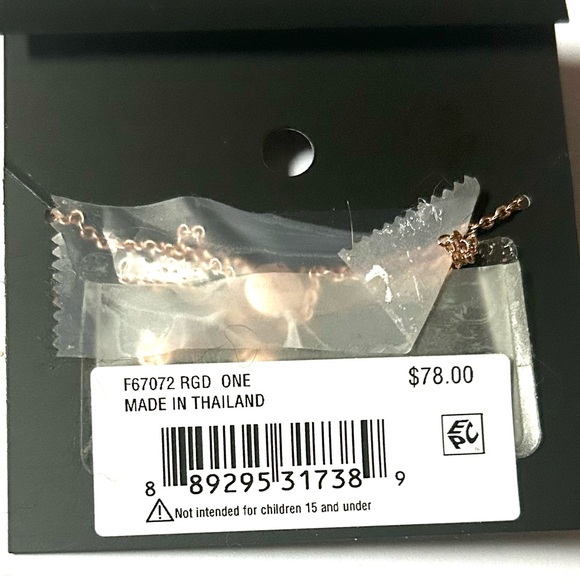 F67072 RGD ONE
$78.00
MADE IN THAILAND
EPC
8 89295 31738 9
Not intended for children 15 and under